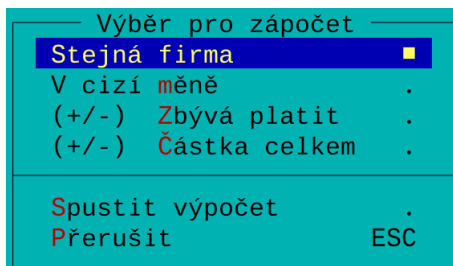 Výběr pro zápočet
Stejná firma ■
V cizí měně .
(+/-) Zbývá platit .
(+/-) Částka celkem .
Spustit výpočet .
Přerušit ESC